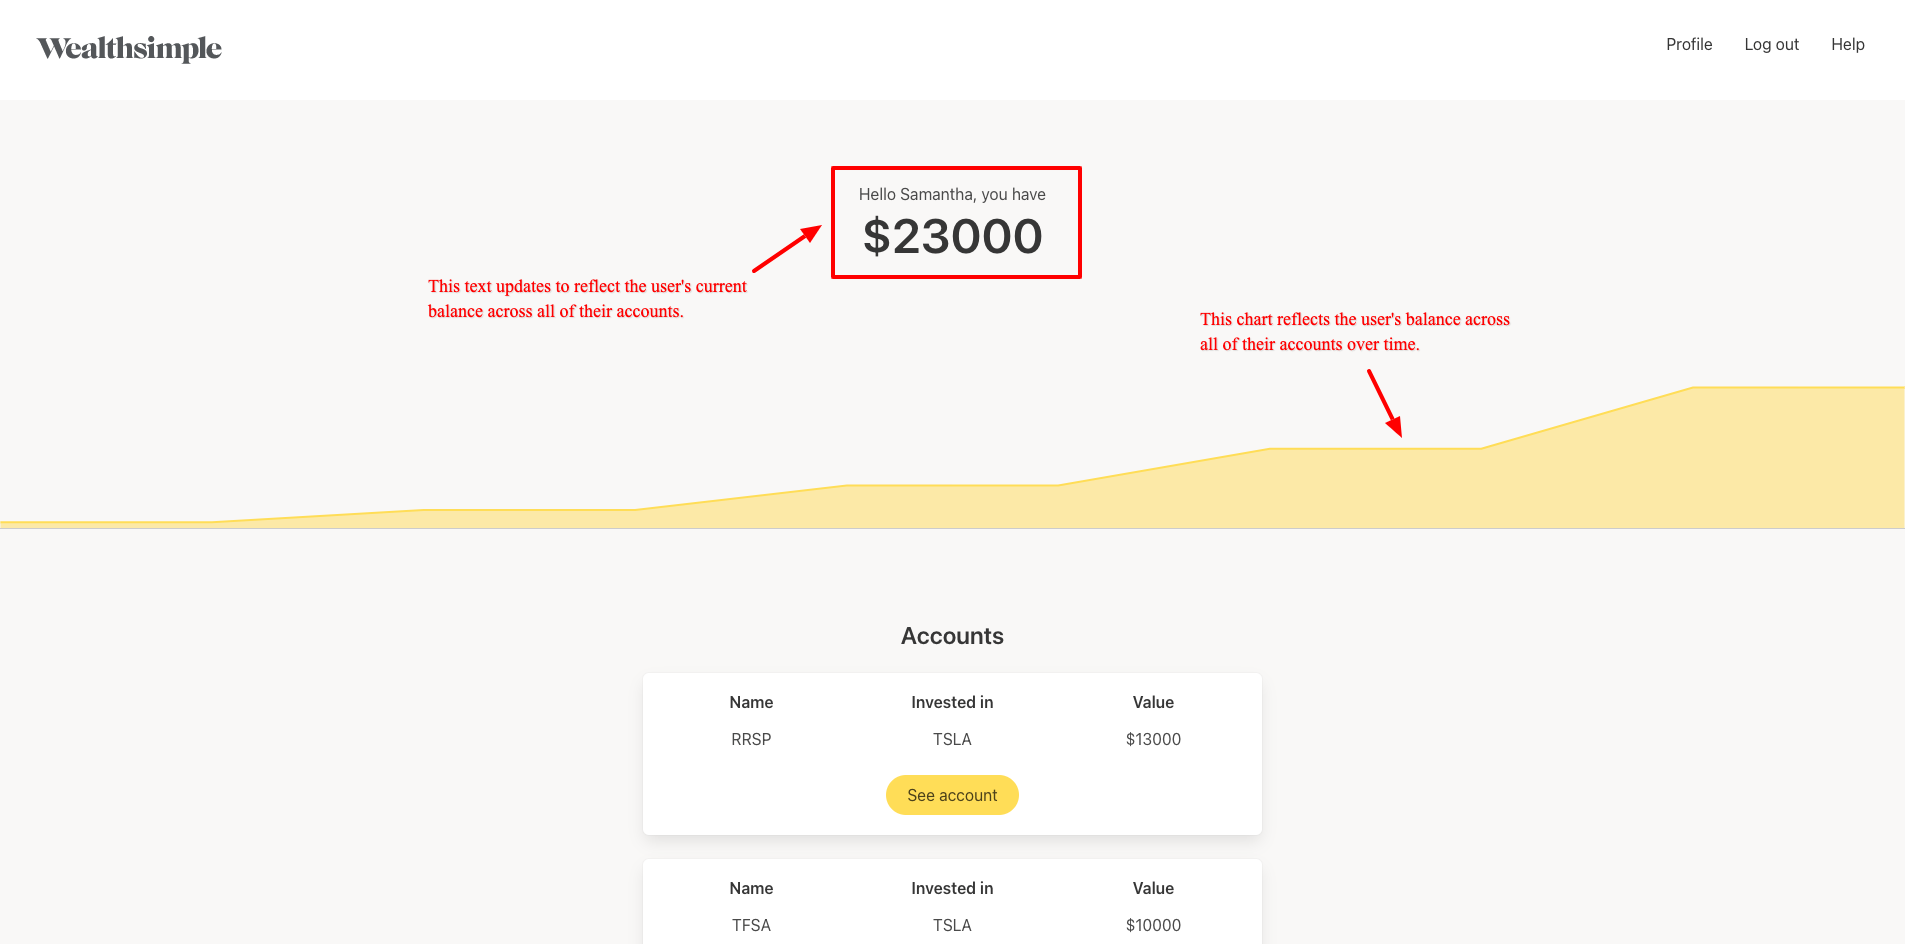 Wealthsimple
Profile Log out Help
Hello Samantha, you have
$23000
This text updates to reflect the user's current
balance across all of their accounts.
This chart reflects the user's balance across
all of their accounts over time.
Accounts
Name Invested in Value
RRSP TSLA $13000
See account
Name Invested in Value
TFSA TSLA $10000